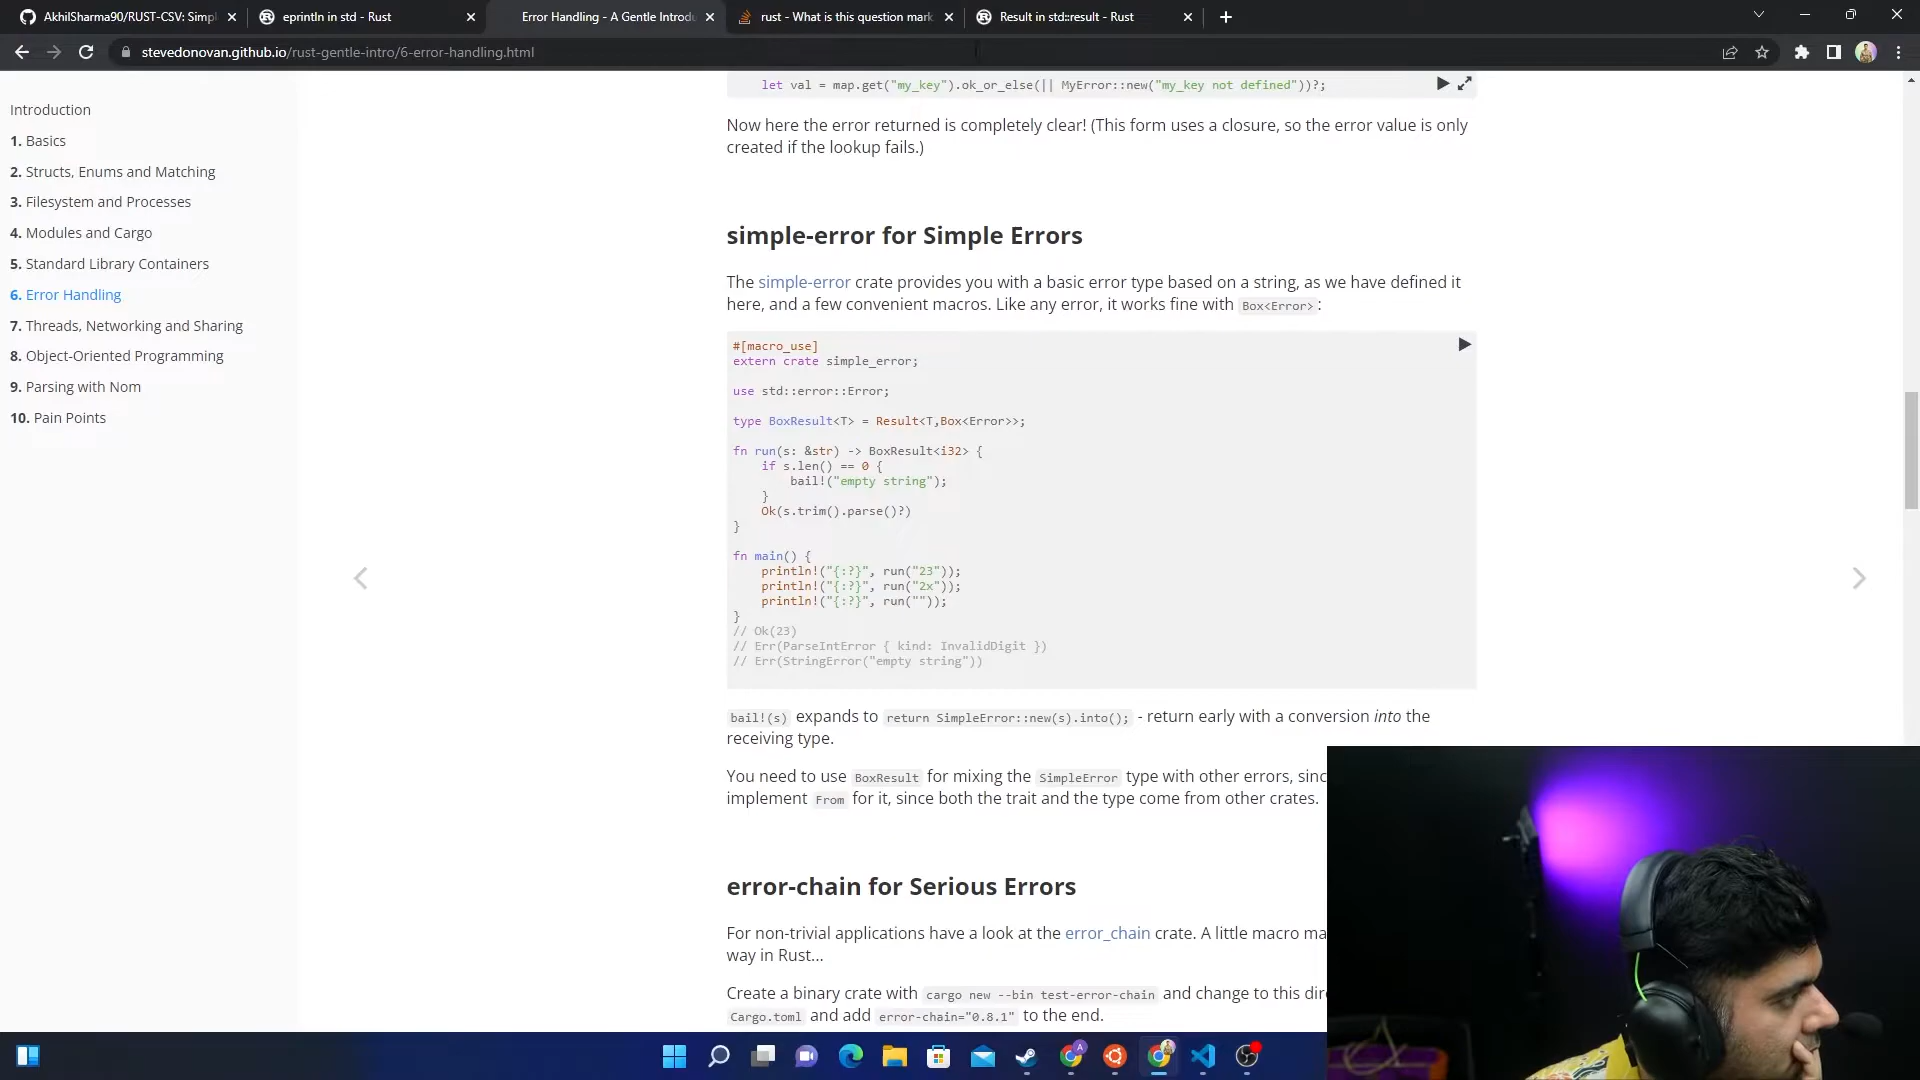 AkhilSharma90/RUST-CSV: Simpl
eprintln in std - Rust
Error Handling - A Gentle Introdu
rust - What is this question mark
Result in std::result - Rust
stevedonovan.github.io/rust-gentle-intro/6-error-handling.html
Introduction
1. Basics
2. Structs, Enums and Matching
3. Filesystem and Processes
4. Modules and Cargo
5. Standard Library Containers
6. Error Handling
7. Threads, Networking and Sharing
8. Object-Oriented Programming
9. Parsing with Nom
10. Pain Points
let val = map.get("my_key").ok_or_else(|| MyError::new("my_key not defined"))?;
Now here the error returned is completely clear! (This form uses a closure, so the error value is only
created if the lookup fails.)
simple-error for Simple Errors
The simple-error crate provides you with a basic error type based on a string, as we have defined it
here, and a few convenient macros. Like any error, it works fine with Box<Error>:
#[macro_use]
extern crate simple_error;
use std::error::Error;
type BoxResult<T> = Result<T,Box<Error>>;
fn run(s: &str) -> BoxResult<i32> {
if s.len() == 0 {
bail!("empty string");
}
Ok(s.trim().parse()?)
}
fn main() {
println!("{:?}", run("23"));
println!("{:?}", run("2x"));
println!("{:?}", run(""));
}
// Ok(23)
// Err(ParseIntError { kind: InvalidDigit })
// Err(StringError("empty string"))
bail!(s) expands to return SimpleError::new(s).into(); - return early with a conversion into the
receiving type.
You need to use BoxResult for mixing the SimpleError type with other errors, sinc
implement From for it, since both the trait and the type come from other crates.
error-chain for Serious Errors
For non-trivial applications have a look at the error_chain crate. A little macro ma
way in Rust...
Create a binary crate with cargo new --bin test-error-chain and change to this dir
Cargo.toml and add error-chain="0.8.1" to the end.